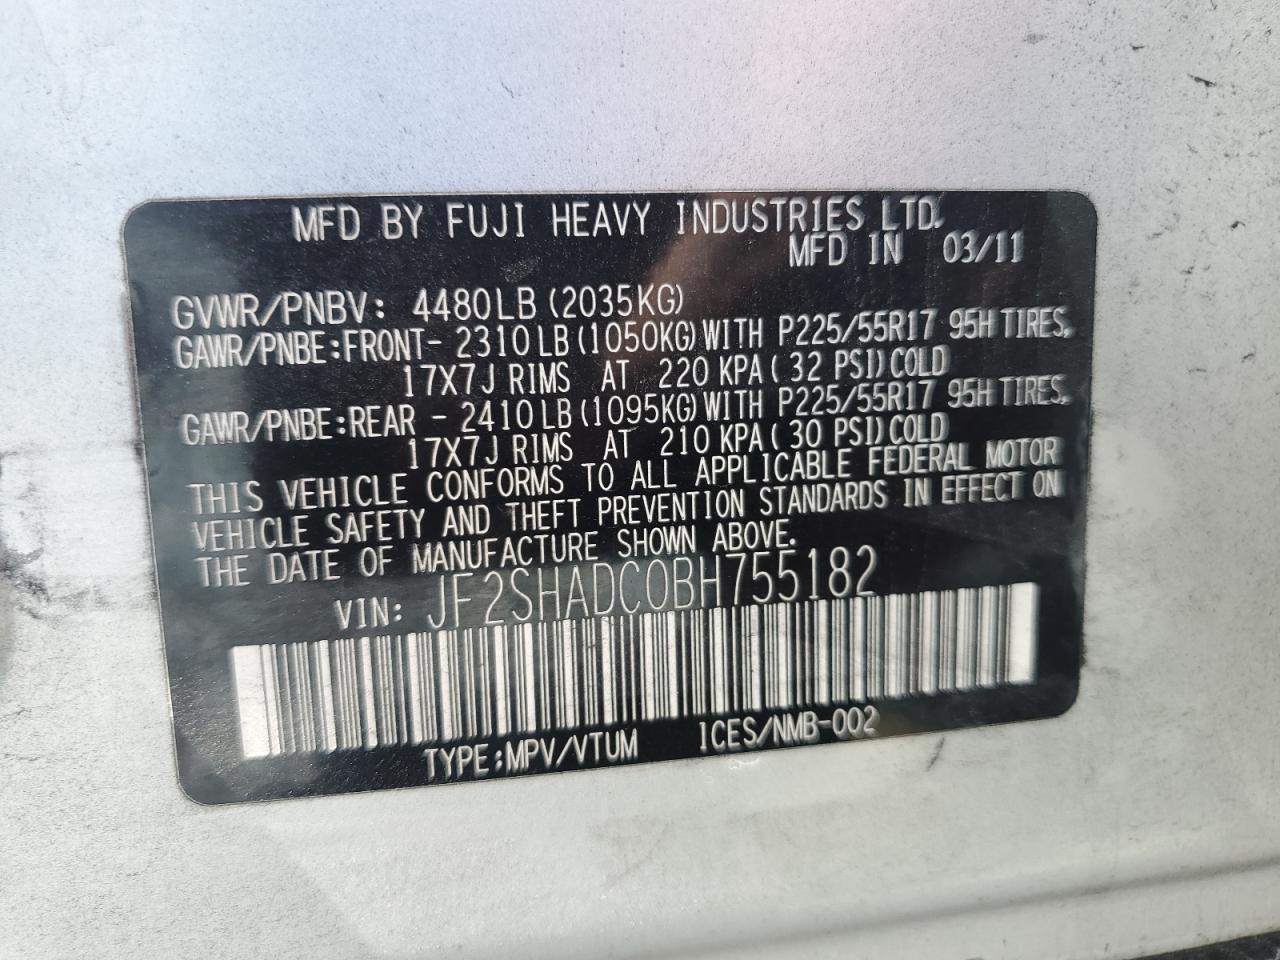 MFD BY FUJI HEAVY INDUSTRIES LTD.
MFD IN 03/11
GVWR/PNBV: 4480LB (2035KG)
GAWR/PNBE:FRONT- 2310LB (1050KG) WITH P225/55R17 95H TIRES,
17X7J RIMS AT 220 KPA ( 32 PSI) COLD
GAWR/PNBE:REAR - 2410LB (1095KG) WITH P225/55R17 95H TIRES,
17X7J RIMS AT 210 KPA ( 30 PSI) COLD
THIS VEHICLE CONFORMS TO ALL APPLICABLE FEDERAL MOTOR
VEHICLE SAFETY AND THEFT PREVENTION STANDARDS IN EFFECT ON
THE DATE OF MANUFACTURE SHOWN ABOVE.
VIN: JF2SHADC0BH755182
TYPE:MPV/VTUM ICES/NMB-002